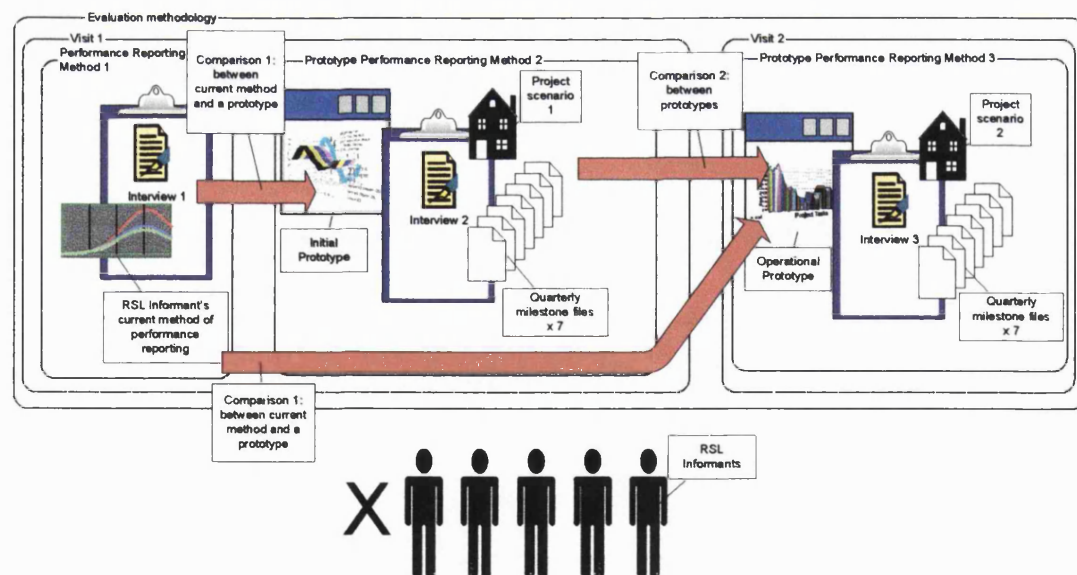 Evaluation methodology
Visit 1
Performance Reporting
Method 1
Comparison 1:
between
current method
and a prototype
Prototype Performance Reporting Method 2
Project
scenario
1
Interview 1
Initial
Prototype
Interview 2
Quarterly
milestone files
x 7
RSL Informant's
current method of
performance
reporting
Comparison 2:
between
prototypes
Visit 2
Prototype Performance Reporting Method 3
Project
scenario
2
Project Tasks
Operational
Prototype
Interview 3
Quarterly
milestone files
x 7
Comparison 1:
between current
method and a
prototype
X
RSL
Informants